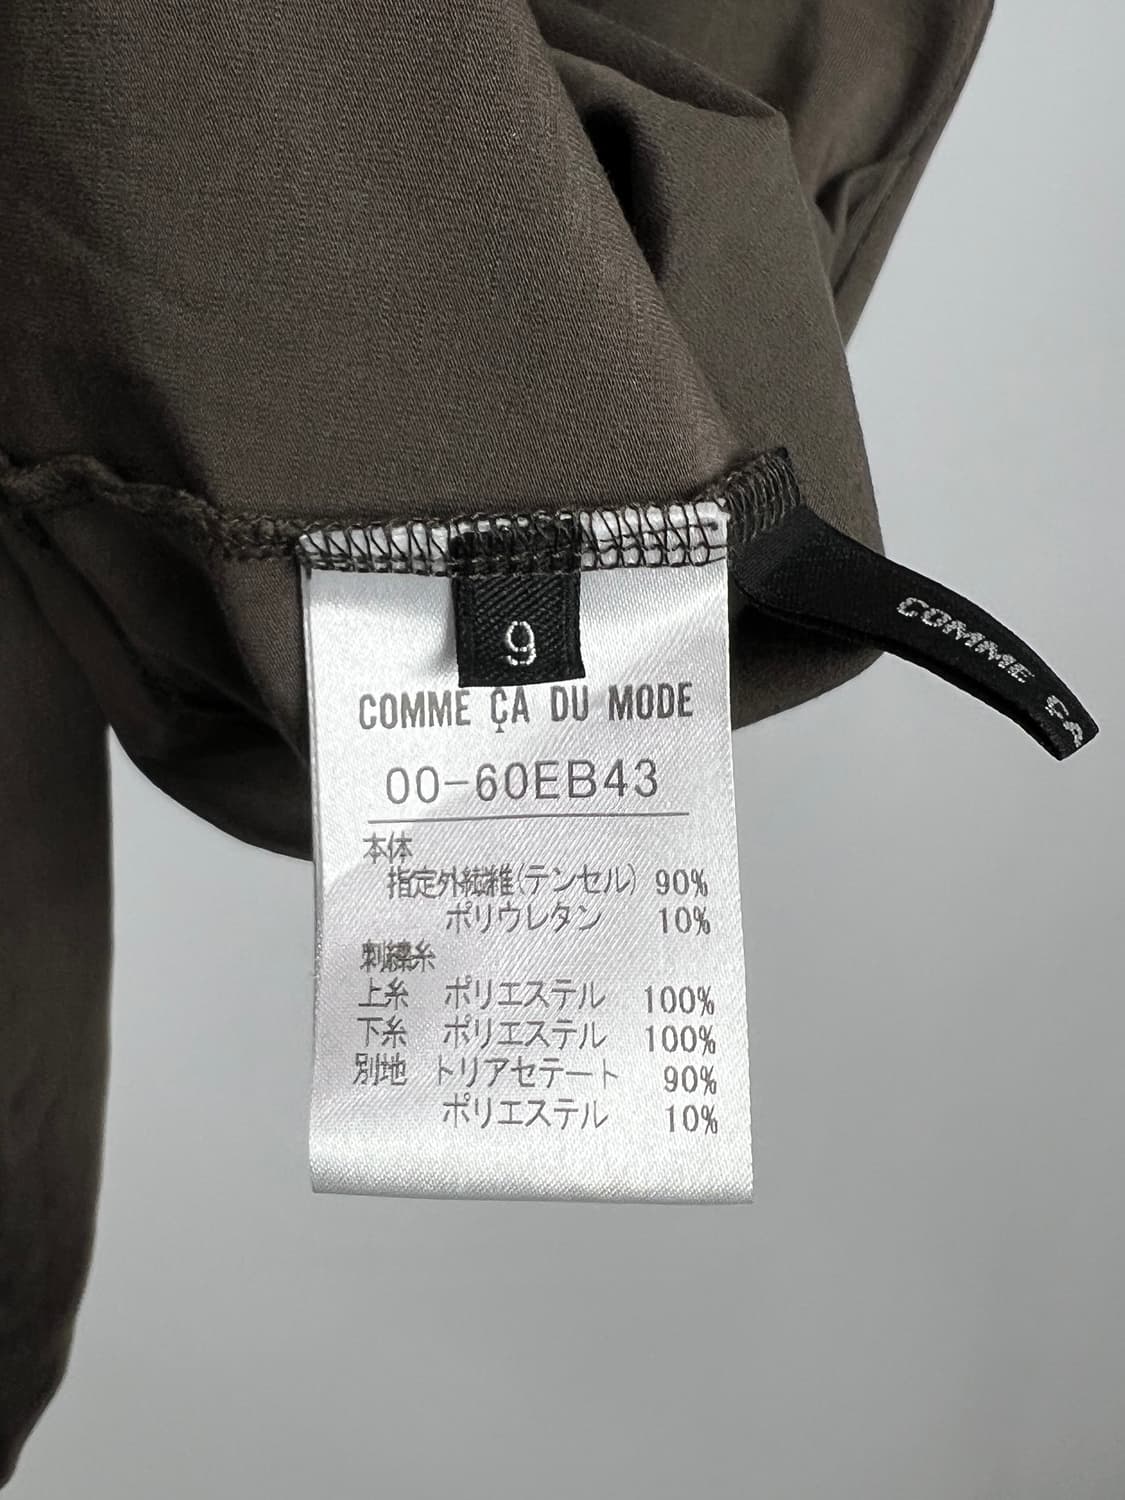 9
COMME ÇA
COMME ÇA DU MODE
00-60EB43
本体
指定外繊維(テンセル) 90%
ポリウレタン 10%
刺繍糸
上糸 ポリエステル 100%
下糸 ポリエステル 100%
別地 トリアセテート 90%
ポリエステル 10%